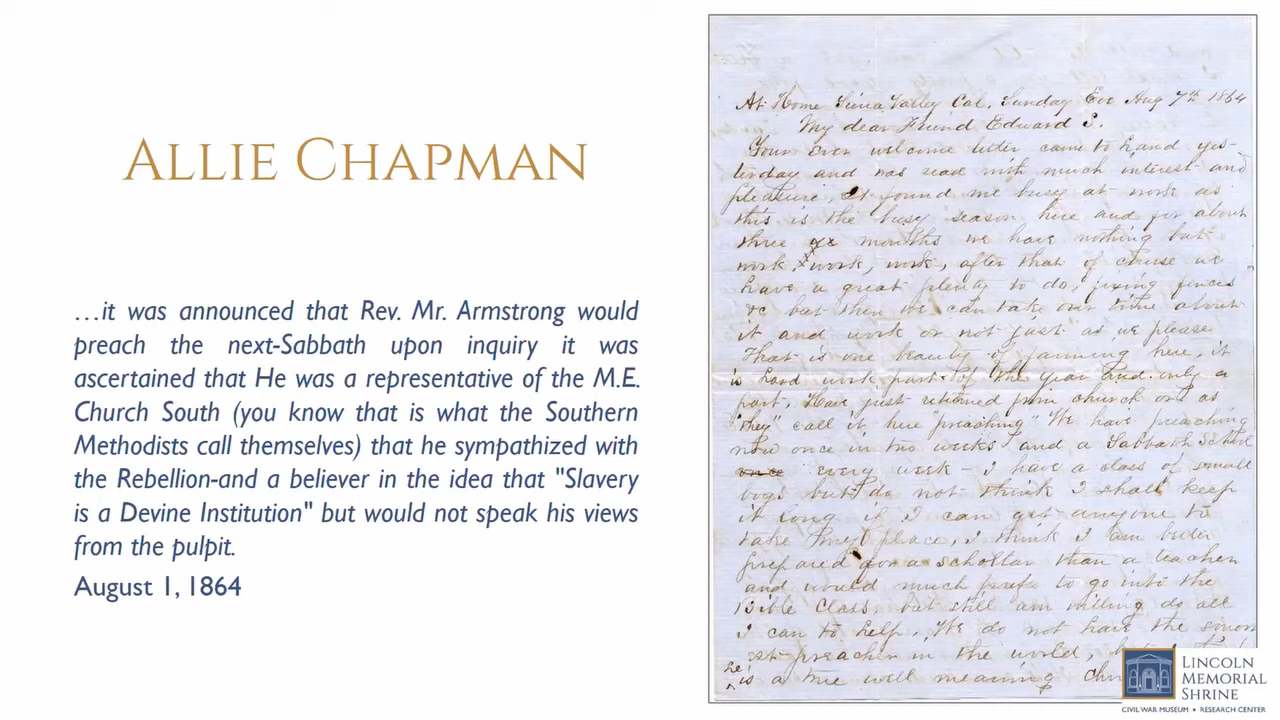 ALLIE CHAPMAN
…it was announced that Rev. Mr. Armstrong would
preach the next-Sabbath upon inquiry it was
ascertained that He was a representative of the M.E.
Church South (you know that is what the Southern
Methodists call themselves) that he sympathized with
the Rebellion-and a believer in the idea that "Slavery
is a Devine Institution" but would not speak his views
from the pulpit.
August 1, 1864
At Home Sierra Valley Cal. Sunday Eve Aug 7th 1864
My dear Friend Edward S.
Your ever welcome letter came to hand yes-
terday and was read with much interest and
pleasure, It found me busy at work as
this is the busy season here and for about
three months we have nothing but
work, work, work, after that of course we
have a great plenty to do, fixing fences
&c but then we can take our time about
it and work or not just as we please
That is one beauty of farming here, it
is hard work part of the year and only a
part, Have just returned from church or as
"they" call it here "preaching" We have preaching
now once in two weeks and a Sabbath School
once every week - I have a class of small
boys but I do not think I shall keep
it long if I can get anyone to
take my place, I think I am better
prepared for a scholar than a teacher
and would much prefer to go into the
Bible Class, but still am willing do all
I can to help. We do not have the smart
est preacher in the world,
he is a true well meaning
LINCOLN
MEMORIAL
SHRINE
CIVIL WAR MUSEUM • RESEARCH CENTER